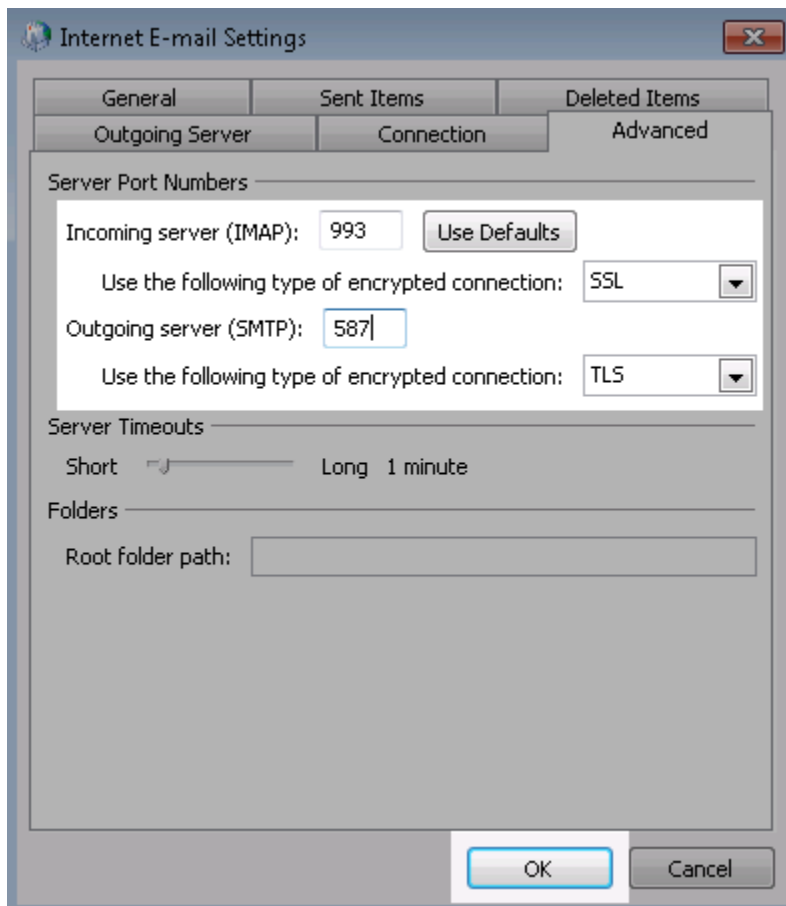 Internet E-mail Settings
General Sent Items Deleted Items
Outgoing Server Connection Advanced
Server Port Numbers
Incoming server (IMAP): 993 Use Defaults
Use the following type of encrypted connection: SSL
Outgoing server (SMTP): 587
Use the following type of encrypted connection: TLS
Server Timeouts
Short Long 1 minute
Folders
Root folder path:
OK Cancel